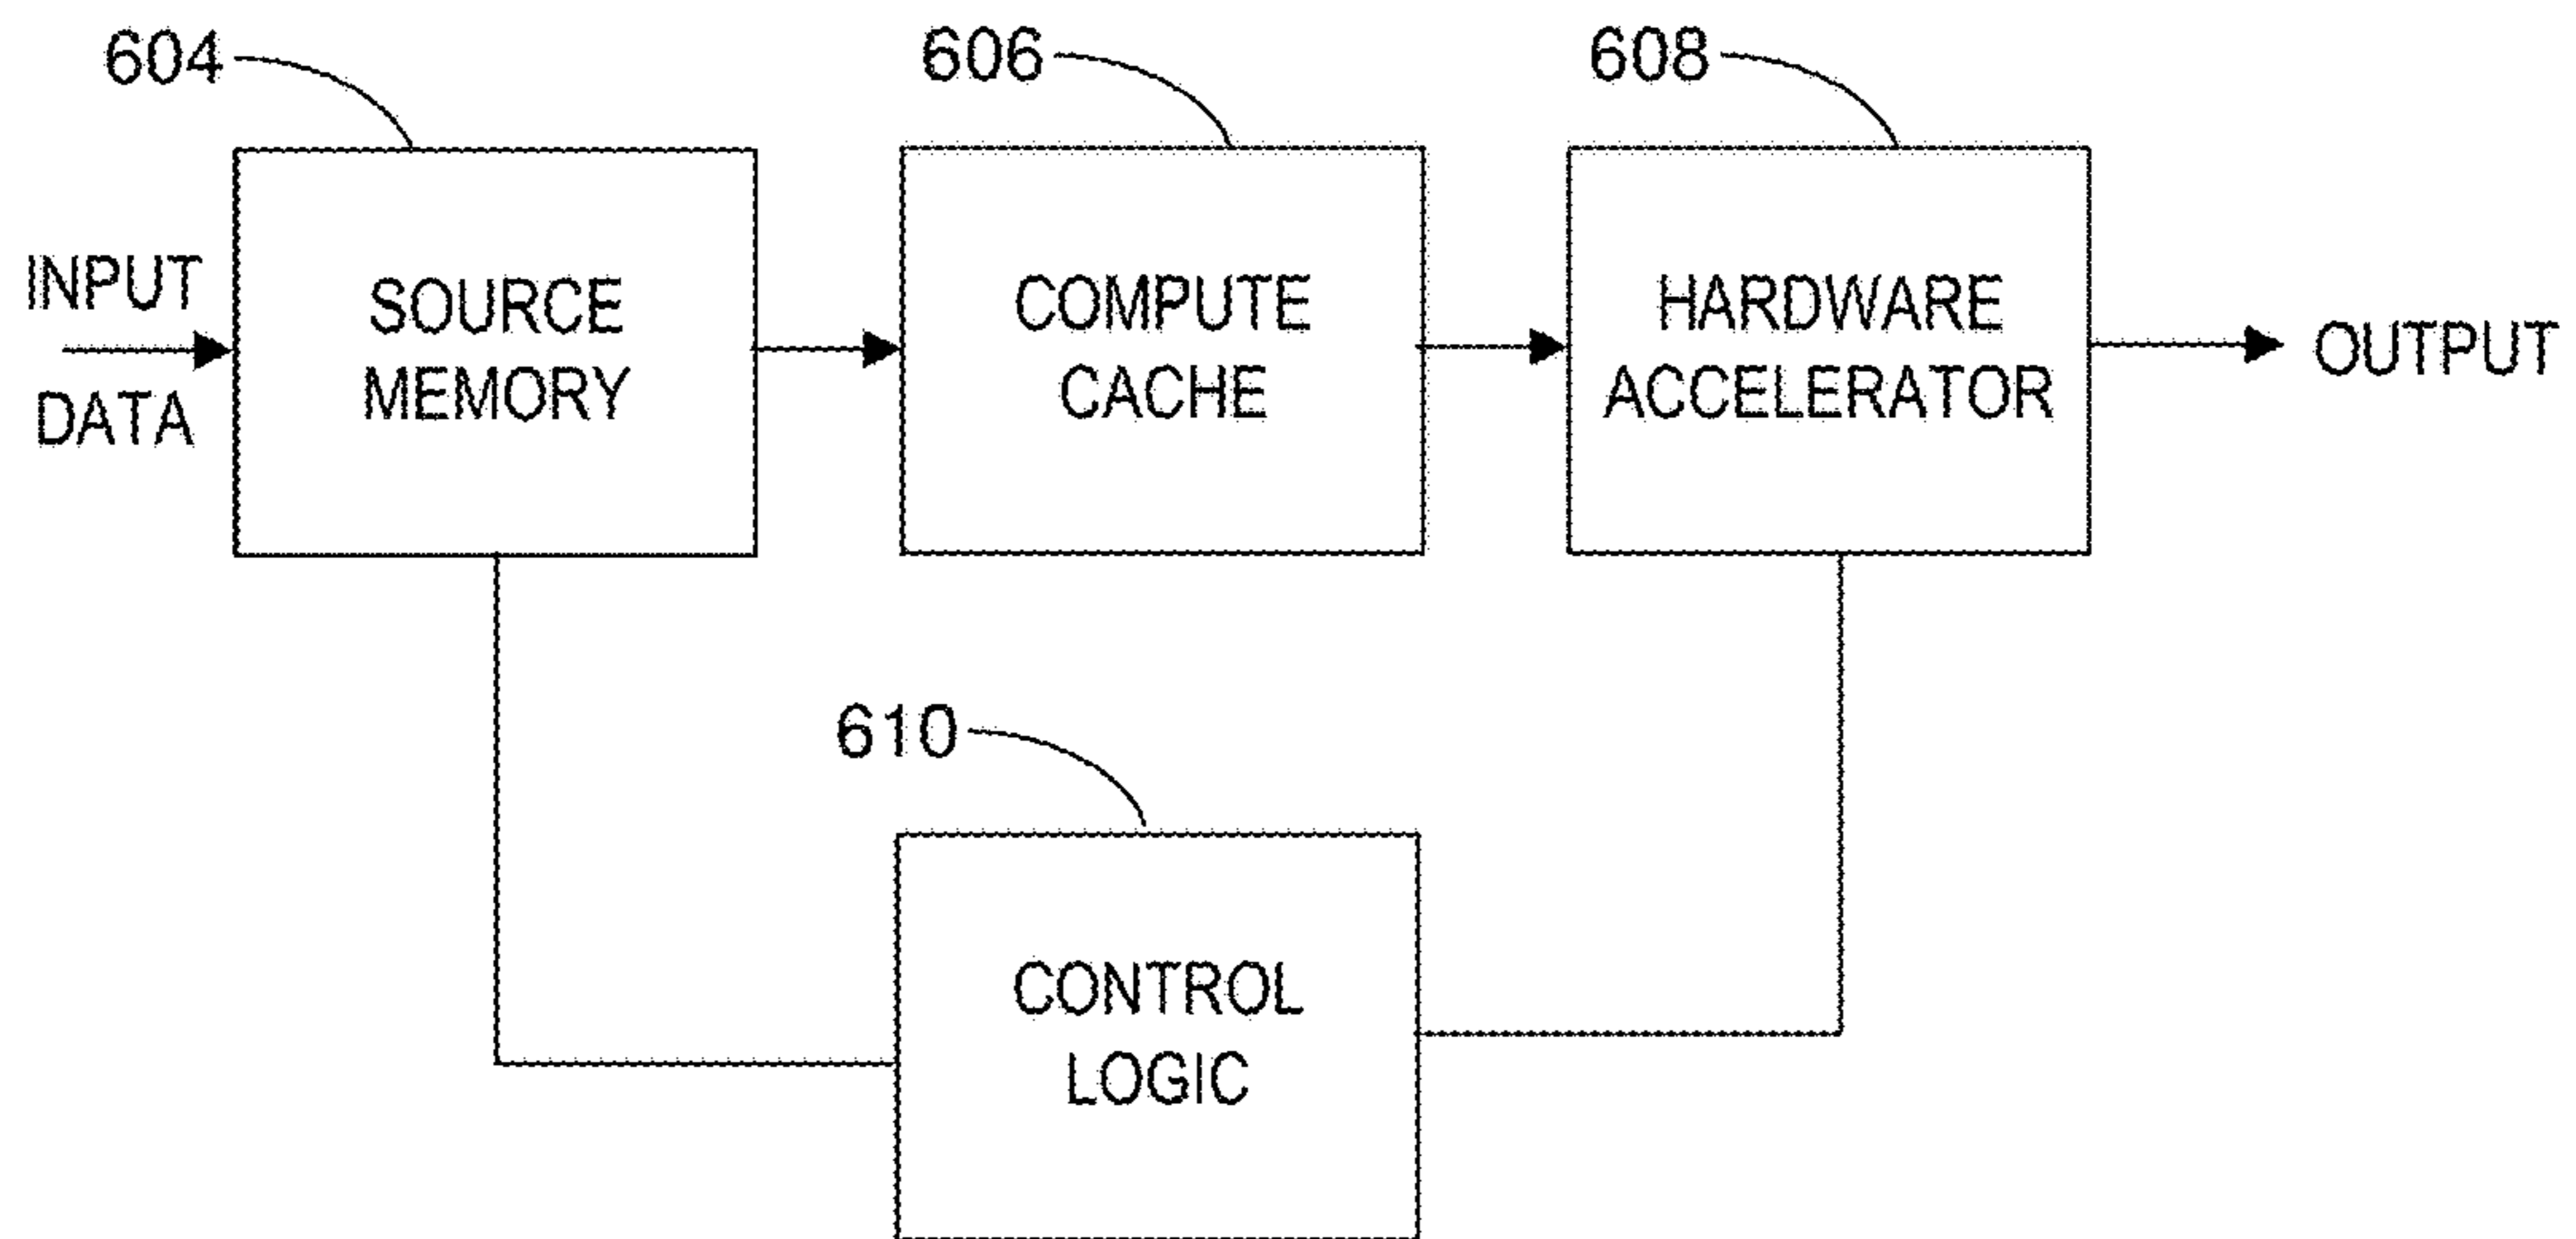 604
606
608
INPUT
DATA
SOURCE
MEMORY
COMPUTE
CACHE
HARDWARE
ACCELERATOR
OUTPUT
610
CONTROL
LOGIC